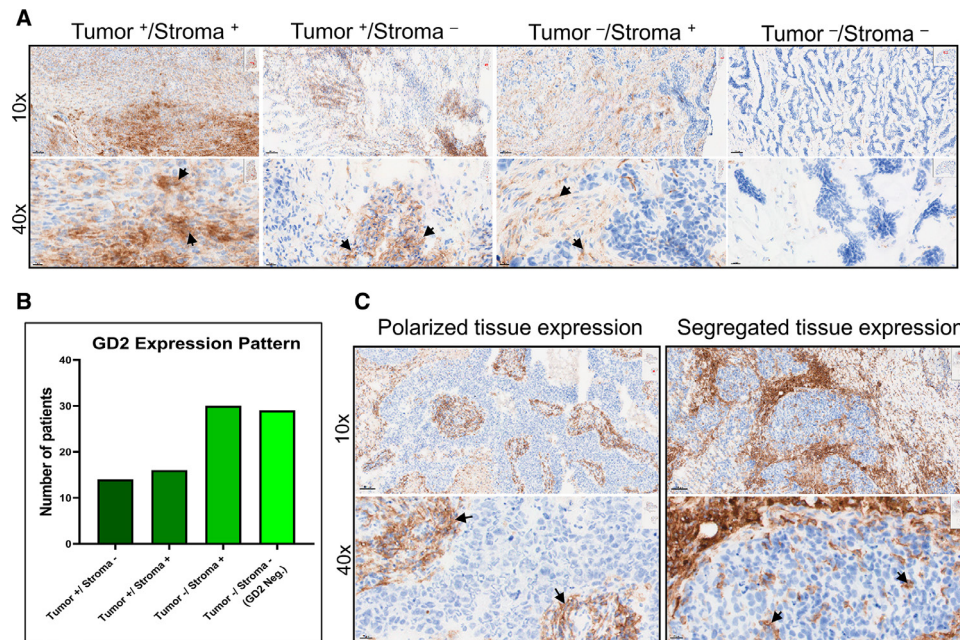 A
Tumor +/Stroma +
Tumor +/Stroma –
Tumor –/Stroma +
Tumor –/Stroma –
10x
40x
B
GD2 Expression Pattern
Number of patients
40
30
20
10
0
Tumor +/ Stroma -
Tumor +/ Stroma +
Tumor -/ Stroma +
Tumor -/ Stroma -
(GD2 Neg.)
C
Polarized tissue expression
Segregated tissue expression
10x
40x